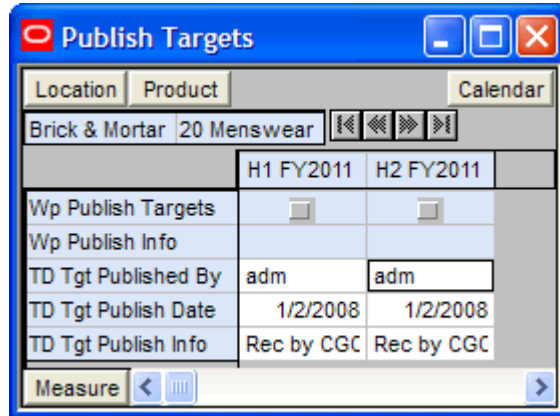 Publish Targets
Location Product Calendar
Brick & Mortar 20 Menswear
H1 FY2011 H2 FY2011
Wp Publish Targets
Wp Publish Info
TD Tgt Published By adm adm
TD Tgt Publish Date 1/2/2008 1/2/2008
TD Tgt Publish Info Rec by CGC Rec by CGC
Measure